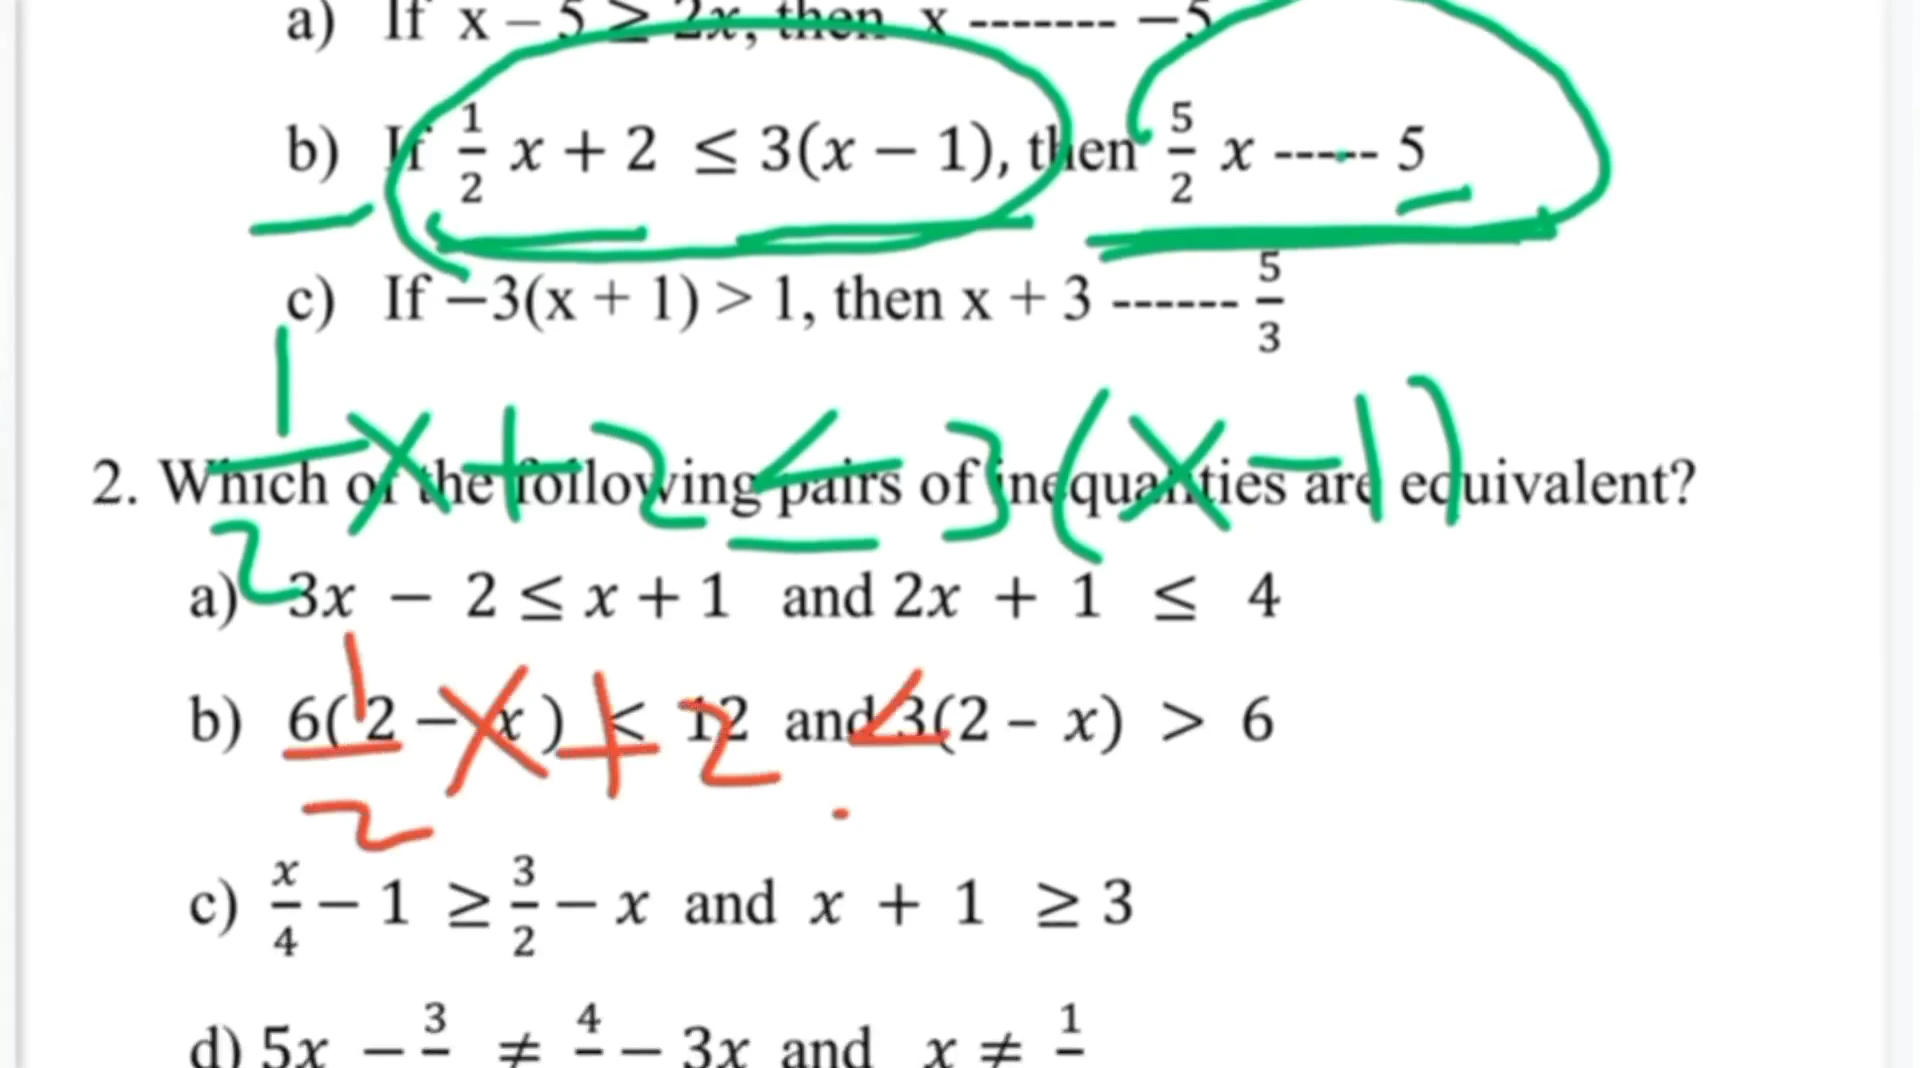 a) If x – 5 ≥ 2x, then x ------- –5
b) If 1/2 x + 2 ≤ 3(x – 1), then 5/2 x ----- 5
c) If –3(x + 1) > 1, then x + 3 ------ 5/3
1/2 x + 2 ≤ 3(x – 1)
2. Which of the following pairs of inequalities are equivalent?
a) 3x – 2 ≤ x + 1 and 2x + 1 ≤ 4
b) 6(2 – x) < 12 and 3(2 – x) > 6
1/2 x + 2 <
c) x/4 – 1 ≥ 3/2 – x and x + 1 ≥ 3
d) 5x – 3 ≠ 4 – 3x and x ≠ 1